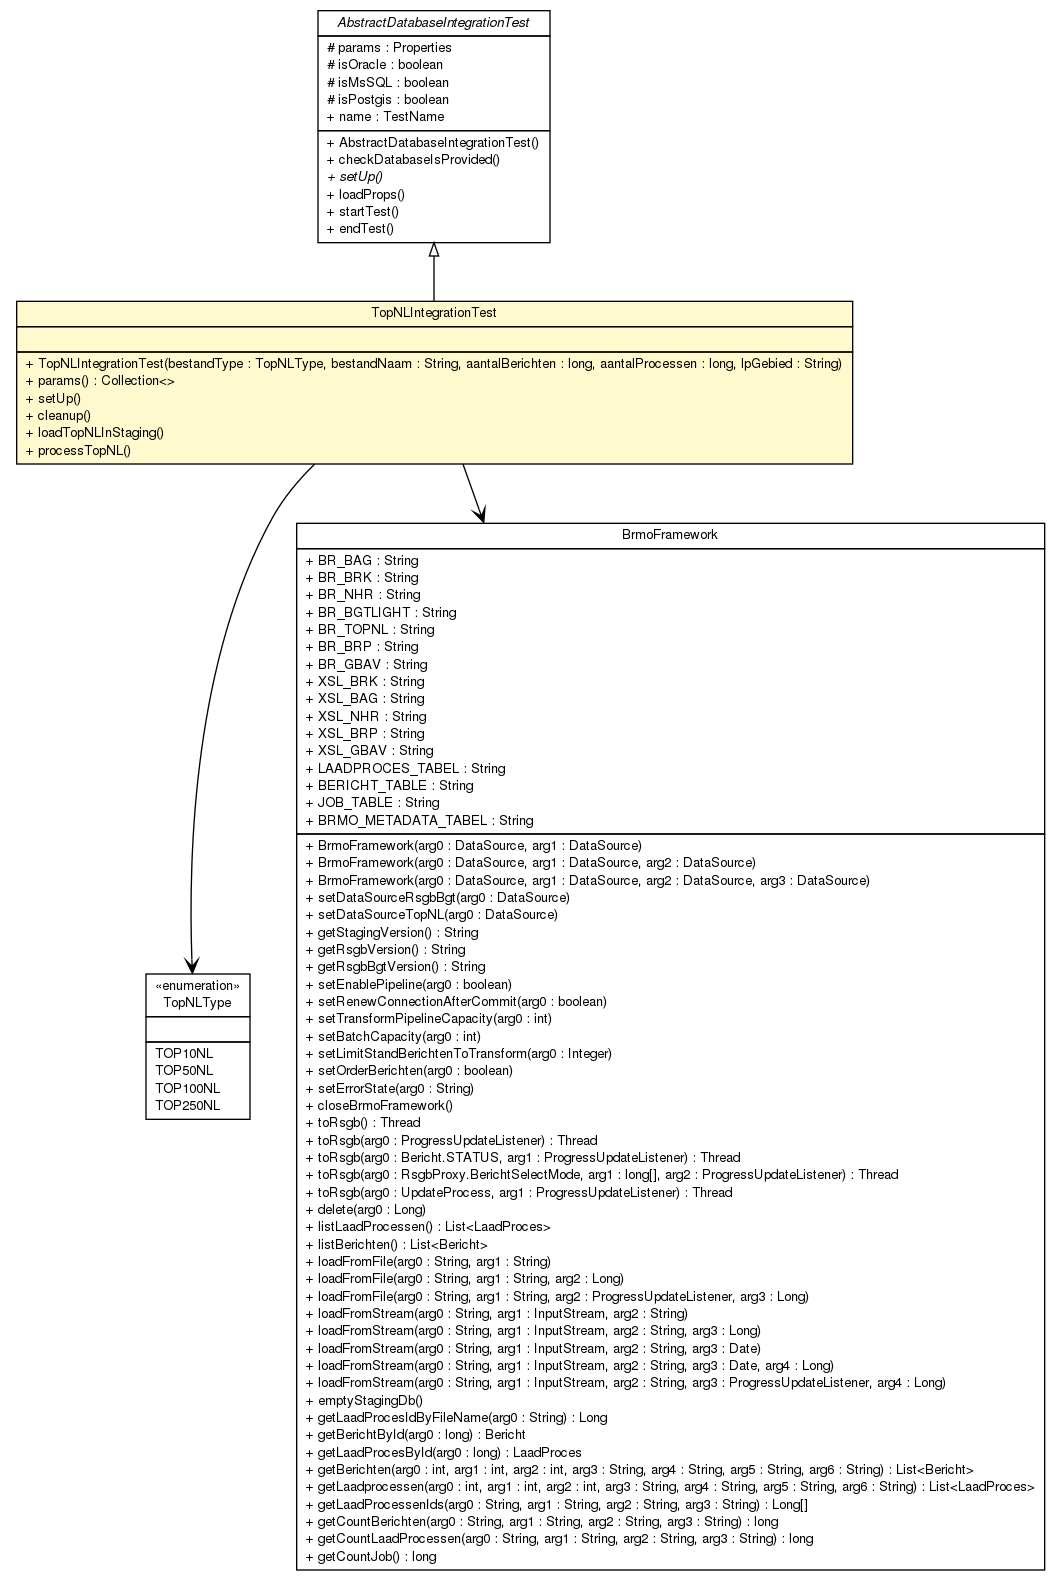 AbstractDatabaseIntegrationTest
# params : Properties
# isOracle : boolean
# isMsSQL : boolean
# isPostgis : boolean
+ name : TestName
+ AbstractDatabaseIntegrationTest()
+ checkDatabaseIsProvided()
+ setUp()
+ loadProps()
+ startTest()
+ endTest()
TopNLIntegrationTest
+ TopNLIntegrationTest(bestandType : TopNLType, bestandNaam : String, aantalBerichten : long, aantalProcessen : long, lpGebied : String)
+ params() : Collection<>
+ setUp()
+ cleanup()
+ loadTopNLInStaging()
+ processTopNL()
BrmoFramework
+ BR_BAG : String
+ BR_BRK : String
+ BR_NHR : String
+ BR_BGTLIGHT : String
+ BR_TOPNL : String
+ BR_BRP : String
+ BR_GBAV : String
+ XSL_BRK : String
+ XSL_BAG : String
+ XSL_NHR : String
+ XSL_BRP : String
+ XSL_GBAV : String
+ LAADPROCES_TABEL : String
+ BERICHT_TABLE : String
+ JOB_TABLE : String
+ BRMO_METADATA_TABEL : String
+ BrmoFramework(arg0 : DataSource, arg1 : DataSource)
+ BrmoFramework(arg0 : DataSource, arg1 : DataSource, arg2 : DataSource)
+ BrmoFramework(arg0 : DataSource, arg1 : DataSource, arg2 : DataSource, arg3 : DataSource)
+ setDataSourceRsgbBgt(arg0 : DataSource)
+ setDataSourceTopNL(arg0 : DataSource)
+ getStagingVersion() : String
+ getRsgbVersion() : String
+ getRsgbBgtVersion() : String
+ setEnablePipeline(arg0 : boolean)
+ setRenewConnectionAfterCommit(arg0 : boolean)
+ setTransformPipelineCapacity(arg0 : int)
+ setBatchCapacity(arg0 : int)
+ setLimitStandBerichtenToTransform(arg0 : Integer)
+ setOrderBerichten(arg0 : boolean)
+ setErrorState(arg0 : String)
+ closeBrmoFramework()
+ toRsgb() : Thread
+ toRsgb(arg0 : ProgressUpdateListener) : Thread
+ toRsgb(arg0 : Bericht.STATUS, arg1 : ProgressUpdateListener) : Thread
+ toRsgb(arg0 : RsgbProxy.BerichtSelectMode, arg1 : long[], arg2 : ProgressUpdateListener) : Thread
+ toRsgb(arg0 : UpdateProcess, arg1 : ProgressUpdateListener) : Thread
+ delete(arg0 : Long)
+ listLaadProcessen() : List<LaadProces>
+ listBerichten() : List<Bericht>
+ loadFromFile(arg0 : String, arg1 : String)
+ loadFromFile(arg0 : String, arg1 : String, arg2 : Long)
+ loadFromFile(arg0 : String, arg1 : String, arg2 : ProgressUpdateListener, arg3 : Long)
+ loadFromStream(arg0 : String, arg1 : InputStream, arg2 : String)
+ loadFromStream(arg0 : String, arg1 : InputStream, arg2 : String, arg3 : Long)
+ loadFromStream(arg0 : String, arg1 : InputStream, arg2 : String, arg3 : Date)
+ loadFromStream(arg0 : String, arg1 : InputStream, arg2 : String, arg3 : Date, arg4 : Long)
+ loadFromStream(arg0 : String, arg1 : InputStream, arg2 : String, arg3 : ProgressUpdateListener, arg4 : Long)
+ emptyStagingDb()
+ getLaadProcesIdByFileName(arg0 : String) : Long
+ getBerichtById(arg0 : long) : Bericht
+ getLaadProcesById(arg0 : long) : LaadProces
+ getBerichten(arg0 : int, arg1 : int, arg2 : int, arg3 : String, arg4 : String, arg5 : String, arg6 : String) : List<Bericht>
+ getLaadprocessen(arg0 : int, arg1 : int, arg2 : int, arg3 : String, arg4 : String, arg5 : String, arg6 : String) : List<LaadProces>
+ getLaadProcessenIds(arg0 : String, arg1 : String, arg2 : String, arg3 : String) : Long[]
+ getCountBerichten(arg0 : String, arg1 : String, arg2 : String, arg3 : String) : long
+ getCountLaadProcessen(arg0 : String, arg1 : String, arg2 : String, arg3 : String) : long
+ getCountJob() : long
«enumeration»
TopNLType
TOP10NL
TOP50NL
TOP100NL
TOP250NL